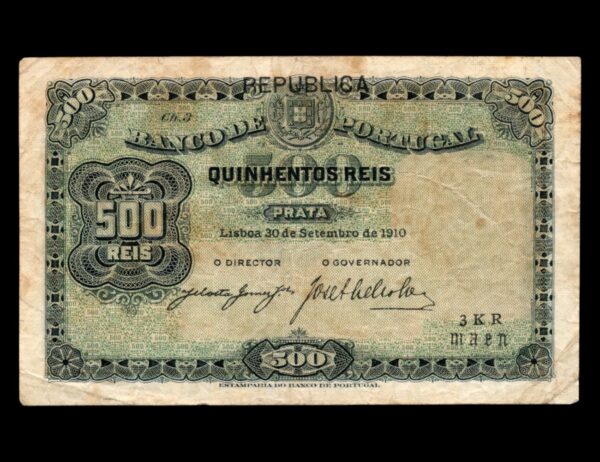 REPUBLICA
500 500
Ch.3
BANCO DE PORTUGAL
500
QUINHENTOS REIS
PRATA
500
REIS
Lisboa 30 de Setembro de 1910
O DIRECTOR O GOVERNADOR
3 K R
maen
500
ESTAMPARIA DO BANCO DE PORTUGAL